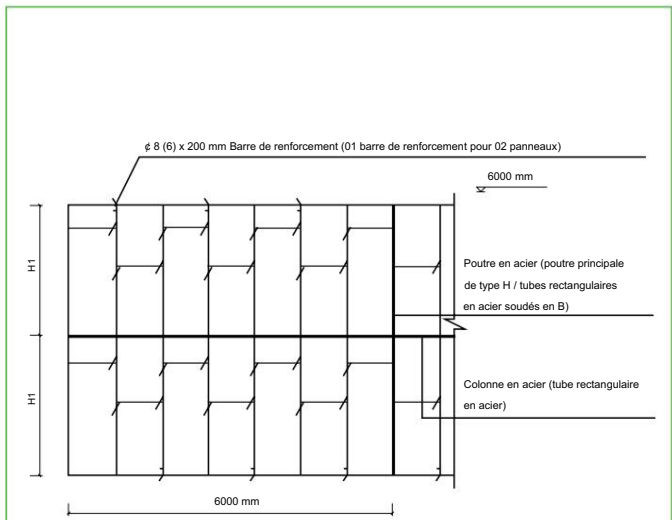 ¢ 8 (6) x 200 mm Barre de renforcement (01 barre de renforcement pour 02 panneaux)
6000 mm
H1
Poutre en acier (poutre principale
de type H / tubes rectangulaires
en acier soudés en B)
H1
Colonne en acier (tube rectangulaire
en acier)
6000 mm